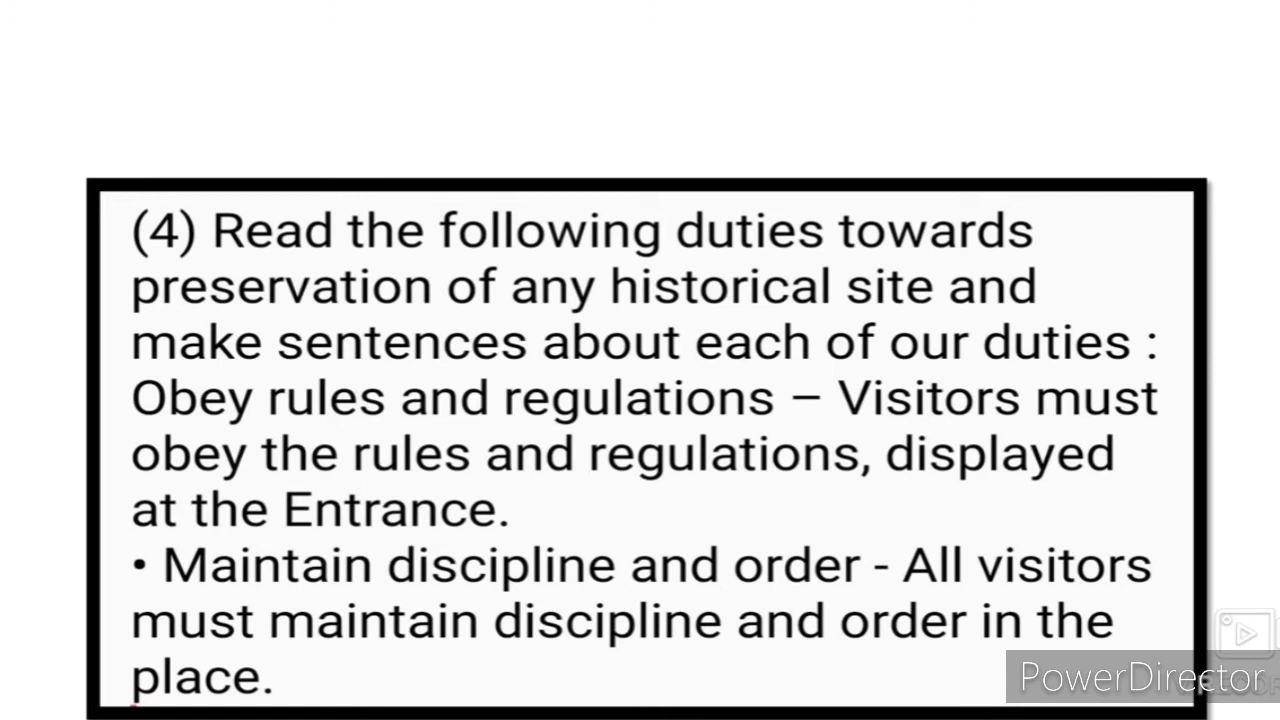 (4) Read the following duties towards
preservation of any historical site and
make sentences about each of our duties :
Obey rules and regulations – Visitors must
obey the rules and regulations, displayed
at the Entrance.
• Maintain discipline and order - All visitors
must maintain discipline and order in the
place.
PowerDirector